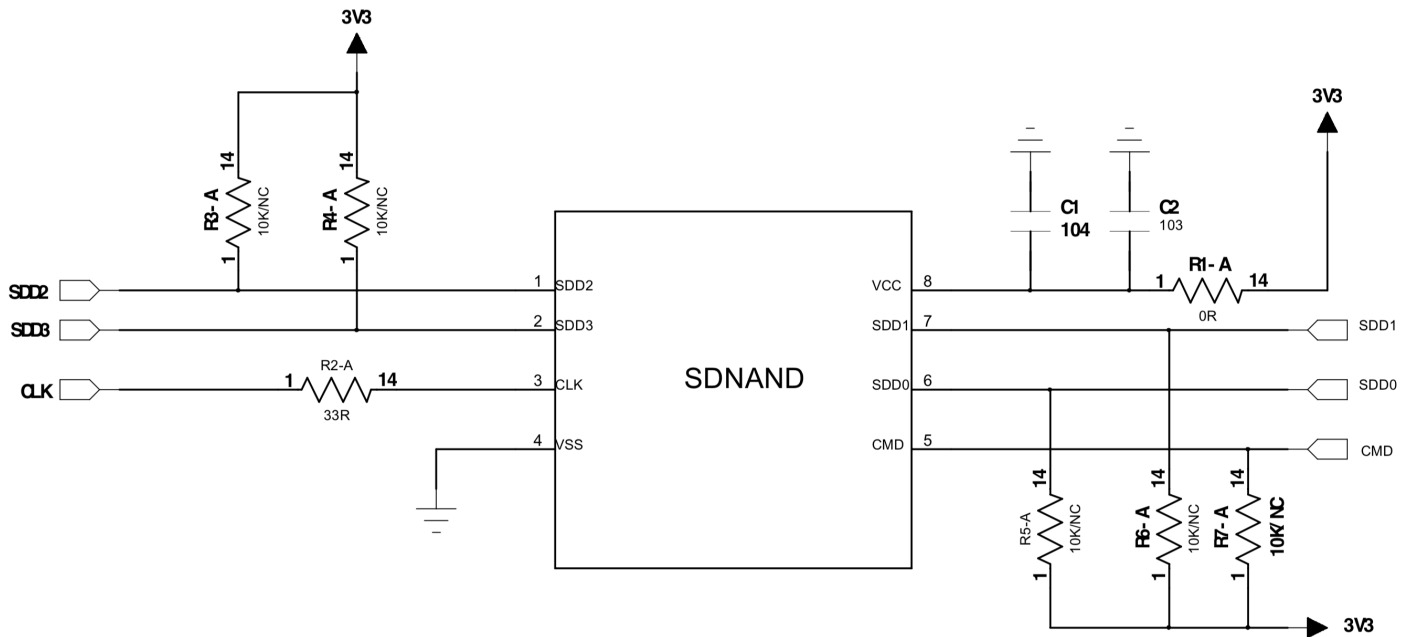 3V3
3V3
14
14
R3-A
10K/NC
R4-A
10K/NC
1
1
C1
104
C2
103
R1-A
1
14
0R
SDD2
1
SDD2
VCC
8
SDD3
2
SDD3
SDD1
7
SDD1
R2-A
1
14
33R
CLK
3
CLK
SDNAND
SDD0
6
SDD0
4
VSS
CMD
5
CMD
14
14
14
R5-A
10K/NC
R6-A
10K/NC
R7-A
10K/NC
1
1
1
3V3